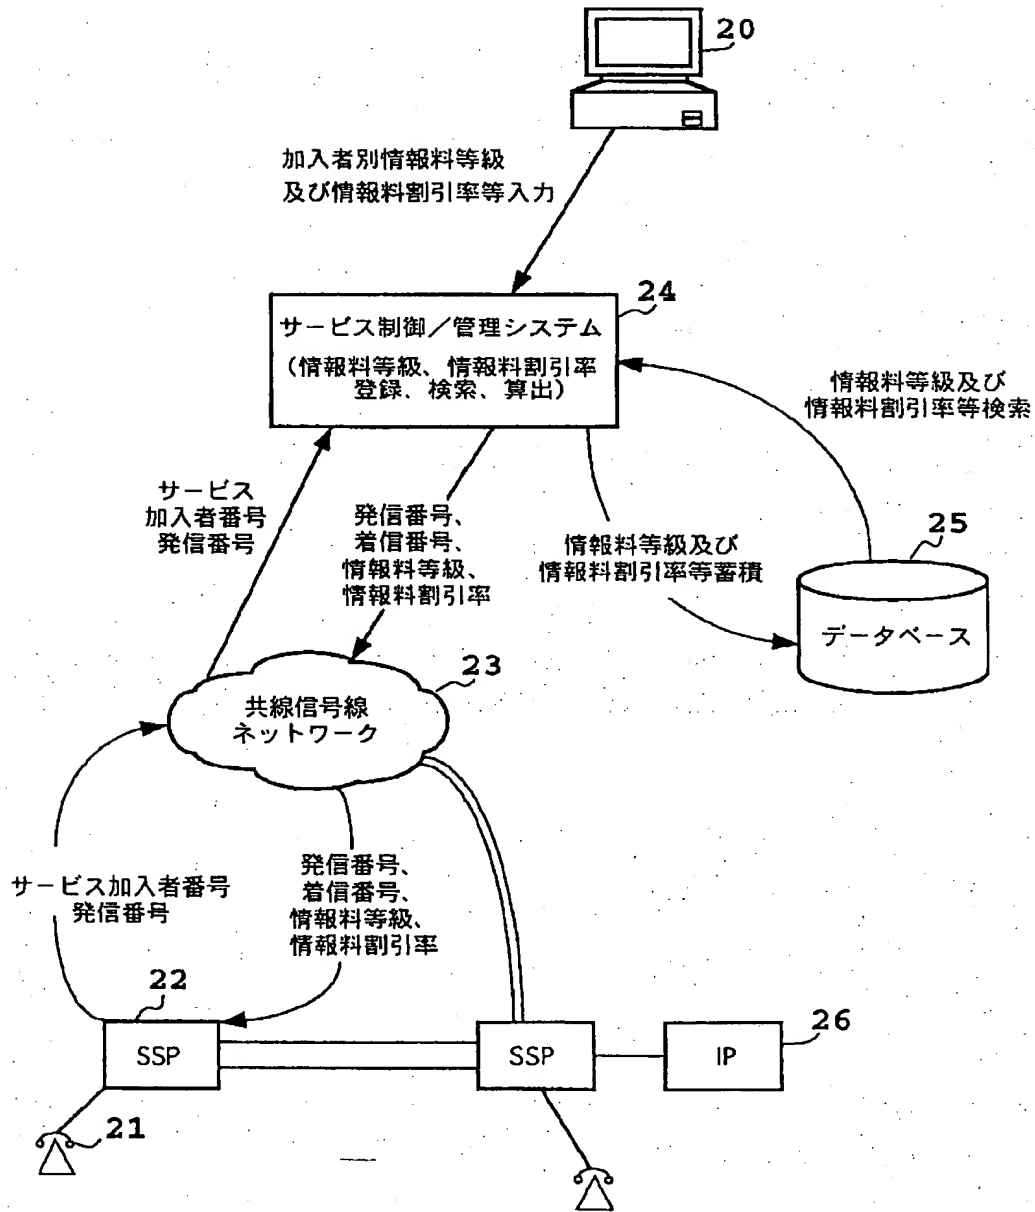 20
加入者別情報料等級
及び情報料割引率等入力
24
サービス制御／管理システム
（情報料等級、情報料割引率
登録、検索、算出）
情報料等級及び
情報料割引率等検索
サービス
加入者番号
発信番号
発信番号、
着信番号、
情報料等級、
情報料割引率
情報料等級及び
情報料割引率等蓄積
25
データベース
23
共線信号線
ネットワーク
サービス加入者番号
発信番号
発信番号、
着信番号、
情報料等級、
情報料割引率
22
SSP
SSP
IP
26
21